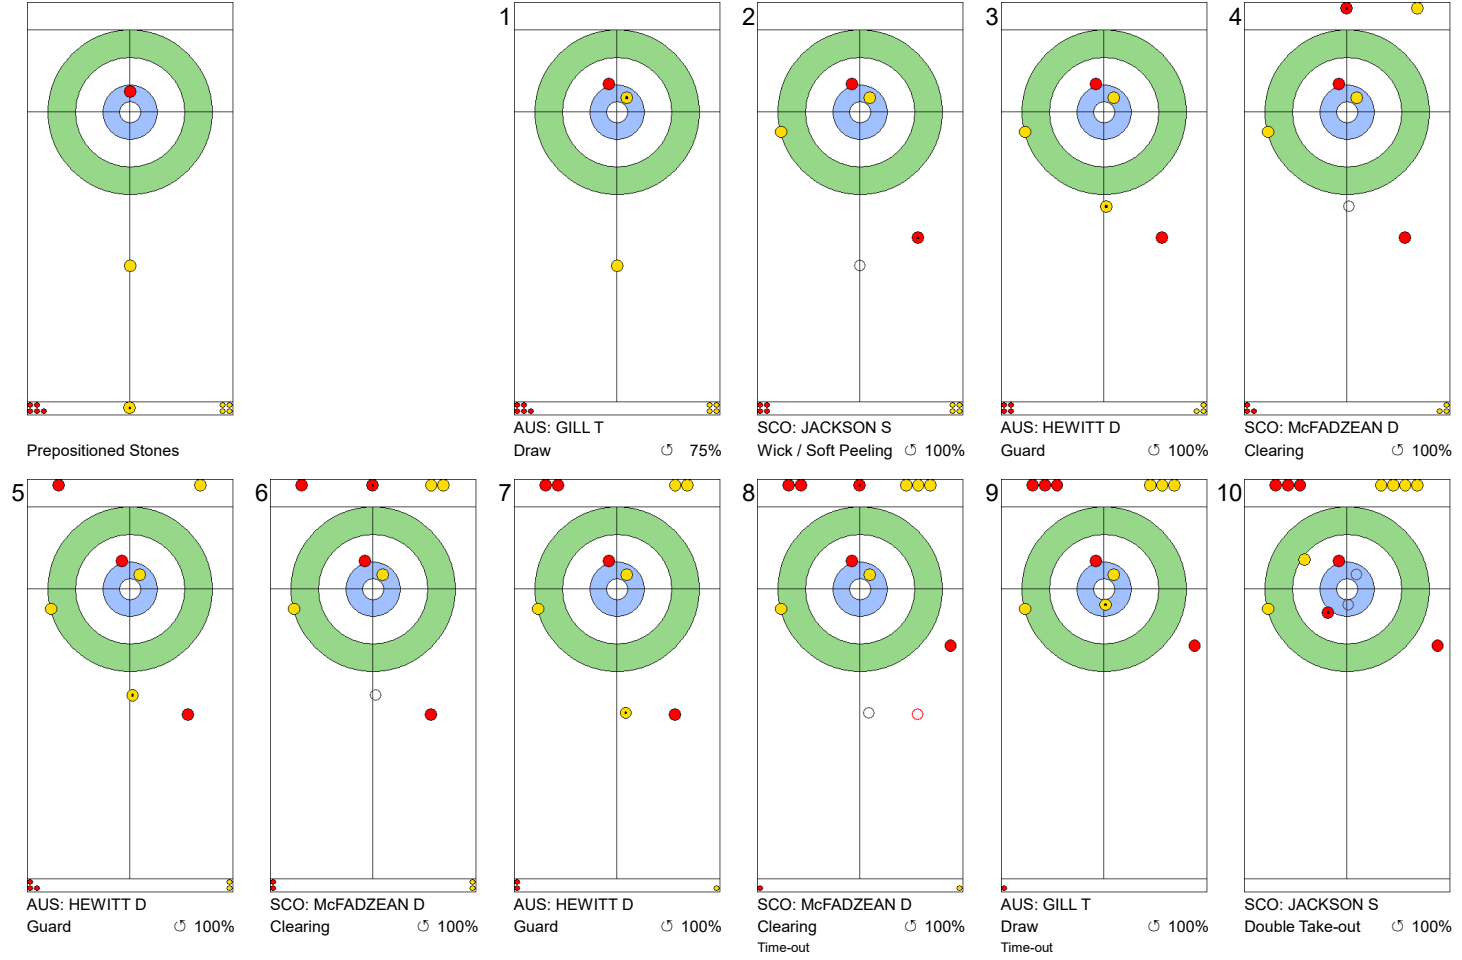 Prepositioned Stones
1
AUS: GILL T
Draw ↺ 75%
2
SCO: JACKSON S
Wick / Soft Peeling ↺ 100%
3
AUS: HEWITT D
Guard ↺ 100%
4
SCO: McFADZEAN D
Clearing ↺ 100%
5
AUS: HEWITT D
Guard ↺ 100%
6
SCO: McFADZEAN D
Clearing ↺ 100%
7
AUS: HEWITT D
Guard ↺ 100%
8
SCO: McFADZEAN D
Clearing ↺ 100%
Time-out
9
AUS: GILL T
Draw ↺ 100%
Time-out
10
SCO: JACKSON S
Double Take-out ↺ 100%